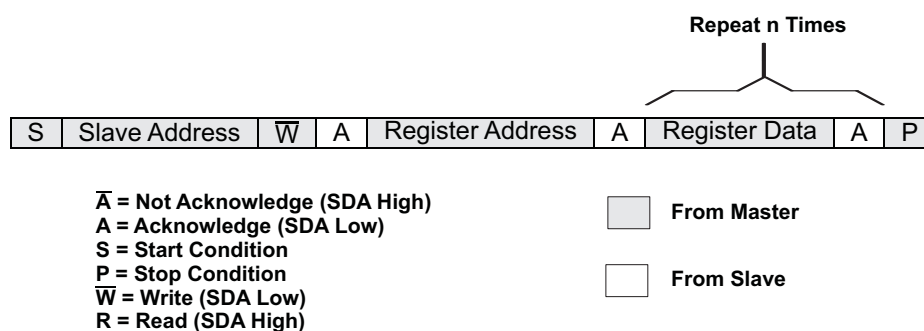 Repeat n Times
S Slave Address W̅ A Register Address A Register Data A P
A̅ = Not Acknowledge (SDA High)
A = Acknowledge (SDA Low)
S = Start Condition
P = Stop Condition
W̅ = Write (SDA Low)
R = Read (SDA High)
From Master
From Slave